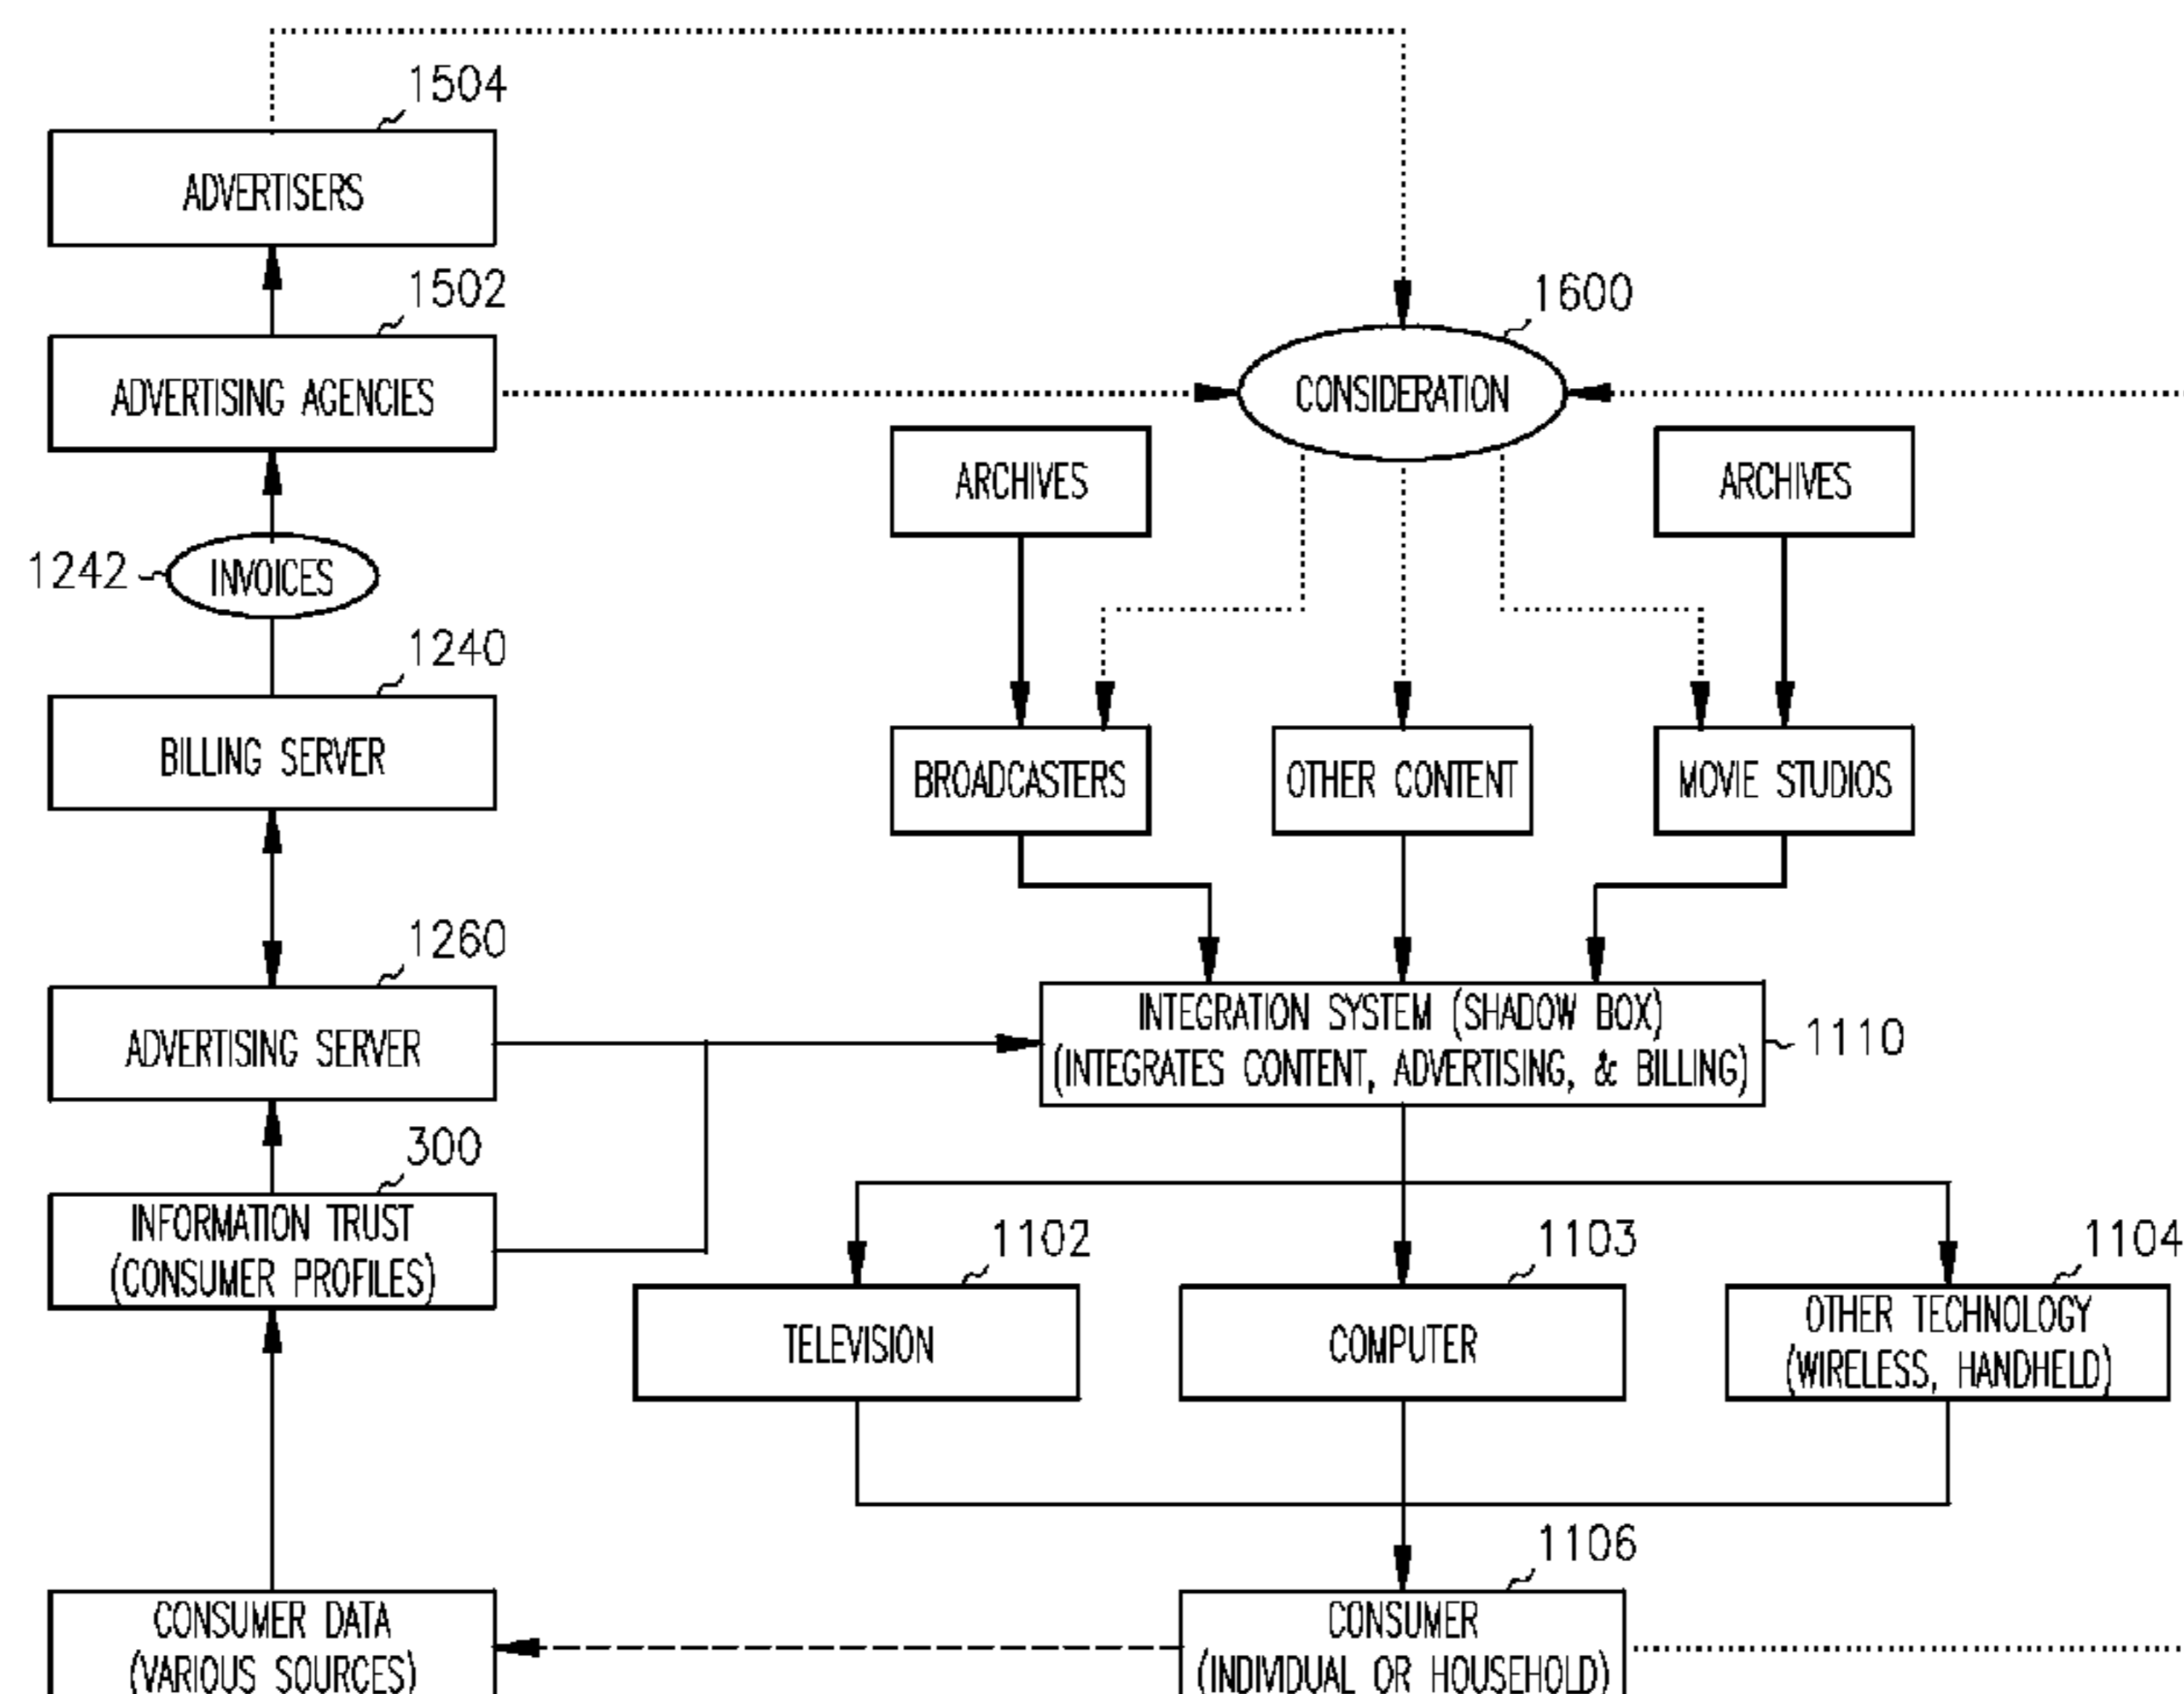 1504
ADVERTISERS
1502
ADVERTISING AGENCIES
1600
CONSIDERATION
ARCHIVES
ARCHIVES
1242
INVOICES
1240
BILLING SERVER
BROADCASTERS
OTHER CONTENT
MOVIE STUDIOS
1260
ADVERTISING SERVER
INTEGRATION SYSTEM (SHADOW BOX)
(INTEGRATES CONTENT, ADVERTISING, & BILLING)
1110
300
INFORMATION TRUST
(CONSUMER PROFILES)
1102
TELEVISION
1103
COMPUTER
1104
OTHER TECHNOLOGY
(WIRELESS, HANDHELD)
1106
CONSUMER DATA
(VARIOUS SOURCES)
CONSUMER
(INDIVIDUAL OR HOUSEHOLD)